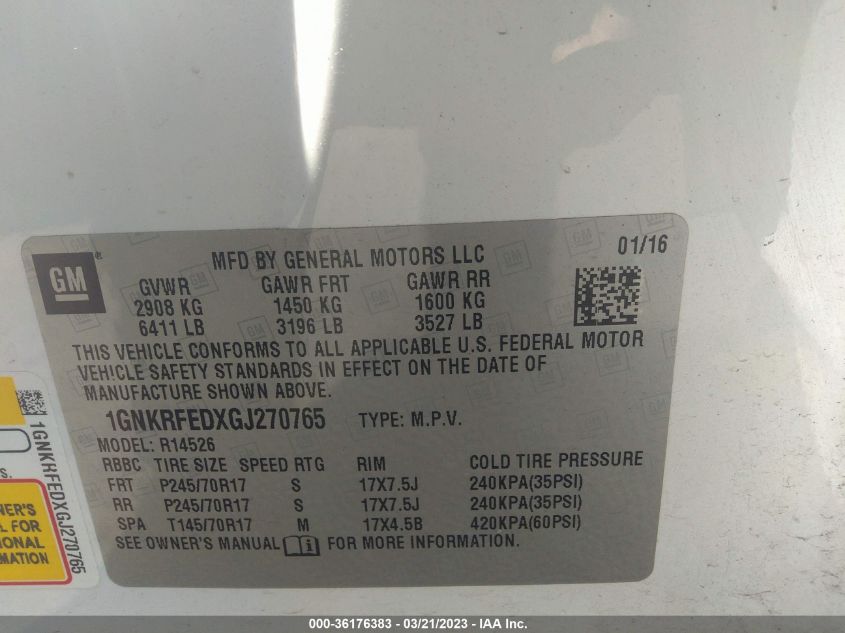 GM
®
MFD BY GENERAL MOTORS LLC
01/16
GVWR GAWR FRT GAWR RR
2908 KG 1450 KG 1600 KG
6411 LB 3196 LB 3527 LB
THIS VEHICLE CONFORMS TO ALL APPLICABLE U.S. FEDERAL MOTOR
VEHICLE SAFETY STANDARDS IN EFFECT ON THE DATE OF
MANUFACTURE SHOWN ABOVE.
1GNKRFEDXGJ270765 TYPE: M.P.V.
MODEL: R14526
RBBC TIRE SIZE SPEED RTG RIM COLD TIRE PRESSURE
FRT P245/70R17 S 17X7.5J 240KPA(35PSI)
RR P245/70R17 S 17X7.5J 240KPA(35PSI)
SPA T145/70R17 M 17X4.5B 420KPA(60PSI)
SEE OWNER'S MANUAL FOR MORE INFORMATION.
1GNKRFEDXGJ270765
S.
NER'S
L FOR
IONAL
MATION
000-36176383 - 03/21/2023 - IAA Inc.